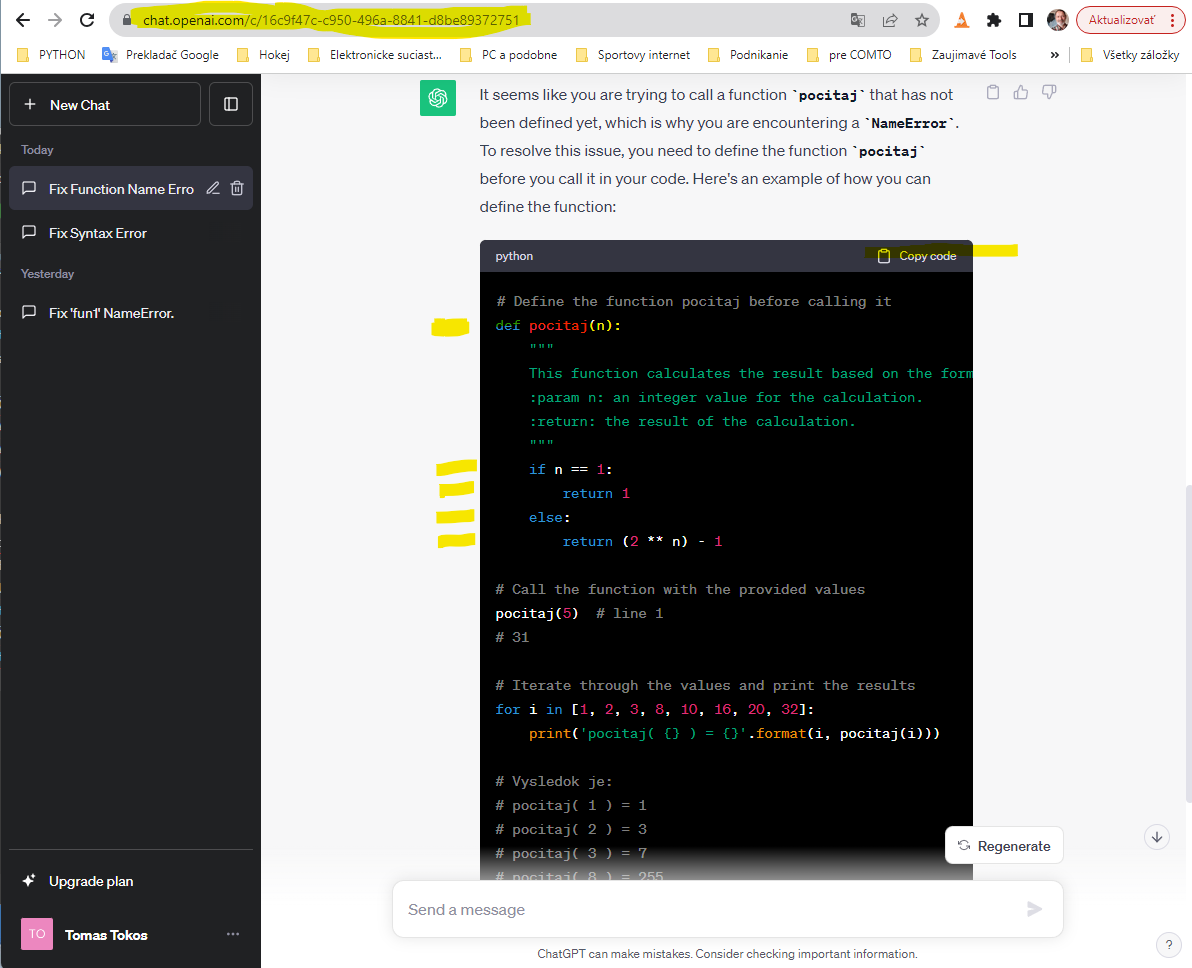 chat.openai.com/c/16c9f47c-c950-496a-8841-d8be89372751
Aktualizovať
PYTHON Prekladač Google Hokej Elektronicke suciast... PC a podobne Sportovy internet Podnikanie pre COMTO Zaujímavé Tools » Všetky záložky
+ New Chat
Today
Fix Function Name Erro
Fix Syntax Error
Yesterday
Fix 'fun1' NameError.
Upgrade plan
TO Tomas Tokos ...
It seems like you are trying to call a function `pocitaj` that has not
been defined yet, which is why you are encountering a `NameError`.
To resolve this issue, you need to define the function `pocitaj`
before you call it in your code. Here's an example of how you can
define the function:
python Copy code
# Define the function pocitaj before calling it
def pocitaj(n):
    """
    This function calculates the result based on the form
    :param n: an integer value for the calculation.
    :return: the result of the calculation.
    """
    if n == 1:
        return 1
    else:
        return (2 ** n) - 1
# Call the function with the provided values
pocitaj(5)  # line 1
# 31
# Iterate through the values and print the results
for i in [1, 2, 3, 8, 10, 16, 20, 32]:
    print('pocitaj( {} ) = {}'.format(i, pocitaj(i)))
# Vysledok je:
# pocitaj( 1 ) = 1
# pocitaj( 2 ) = 3
# pocitaj( 3 ) = 7
# pocitaj( 8 ) = 255
Regenerate
Send a message
ChatGPT can make mistakes. Consider checking important information.
?